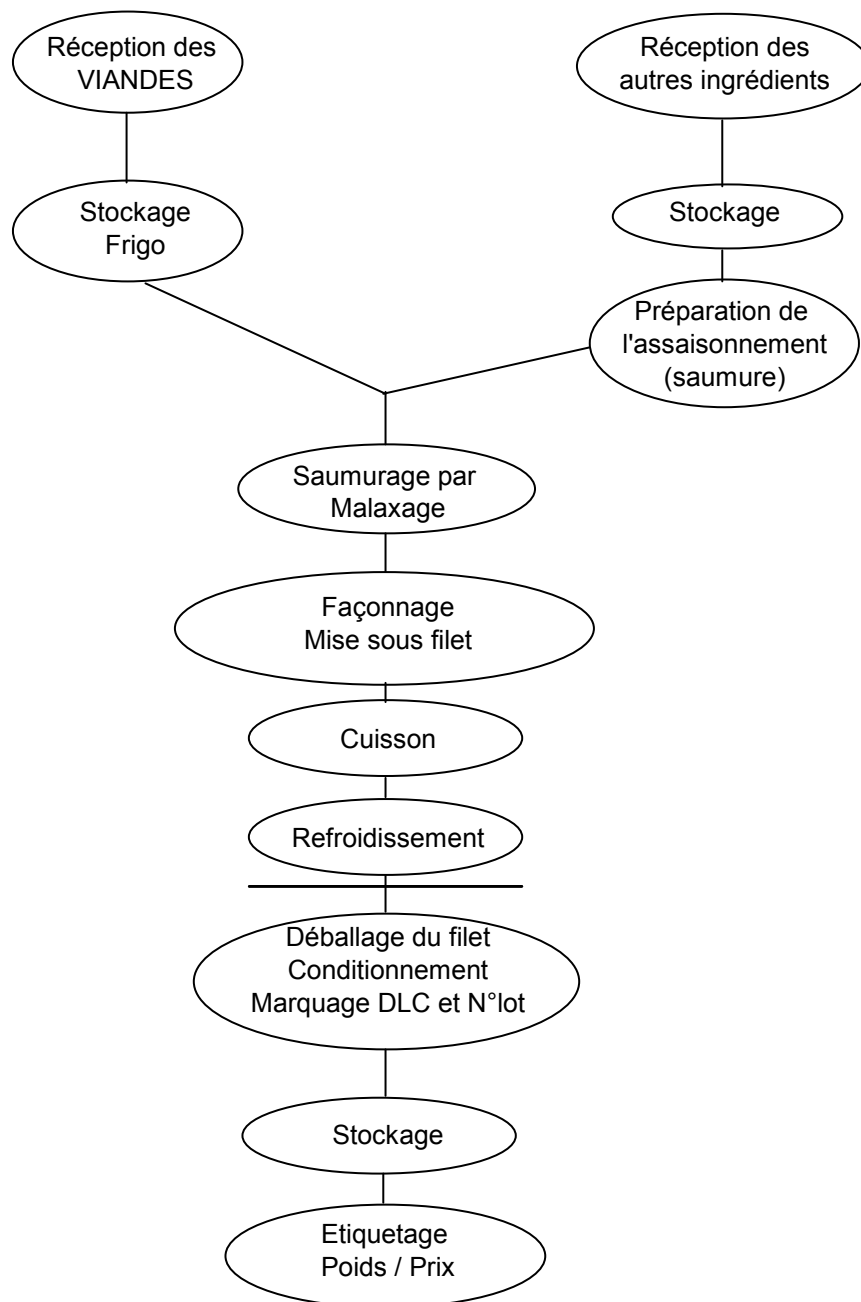 Réception des
VIANDES
Réception des
autres ingrédients
Stockage
Frigo
Stockage
Préparation de
l'assaisonnement
(saumure)
Saumurage par
Malaxage
Façonnage
Mise sous filet
Cuisson
Refroidissement
Déballage du filet
Conditionnement
Marquage DLC et N°lot
Stockage
Etiquetage
Poids / Prix